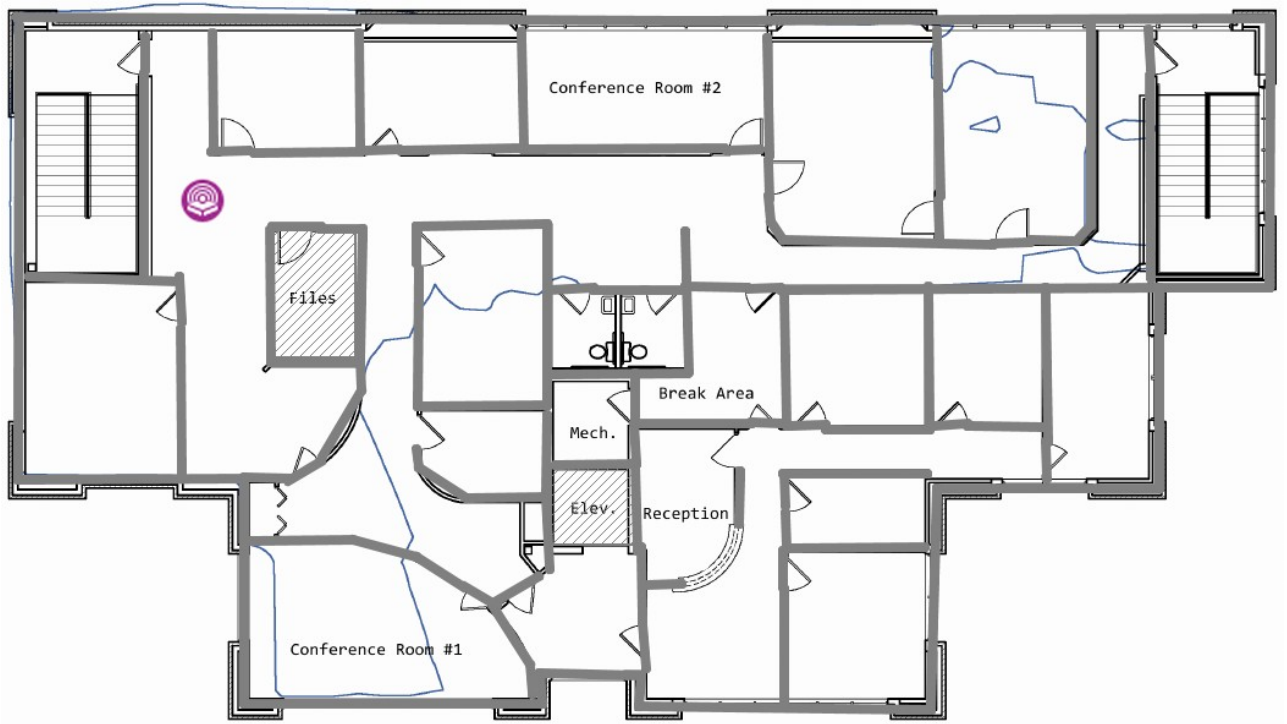 Conference Room #2
Files
Break Area
Mech.
Elev.
Reception
Conference Room #1